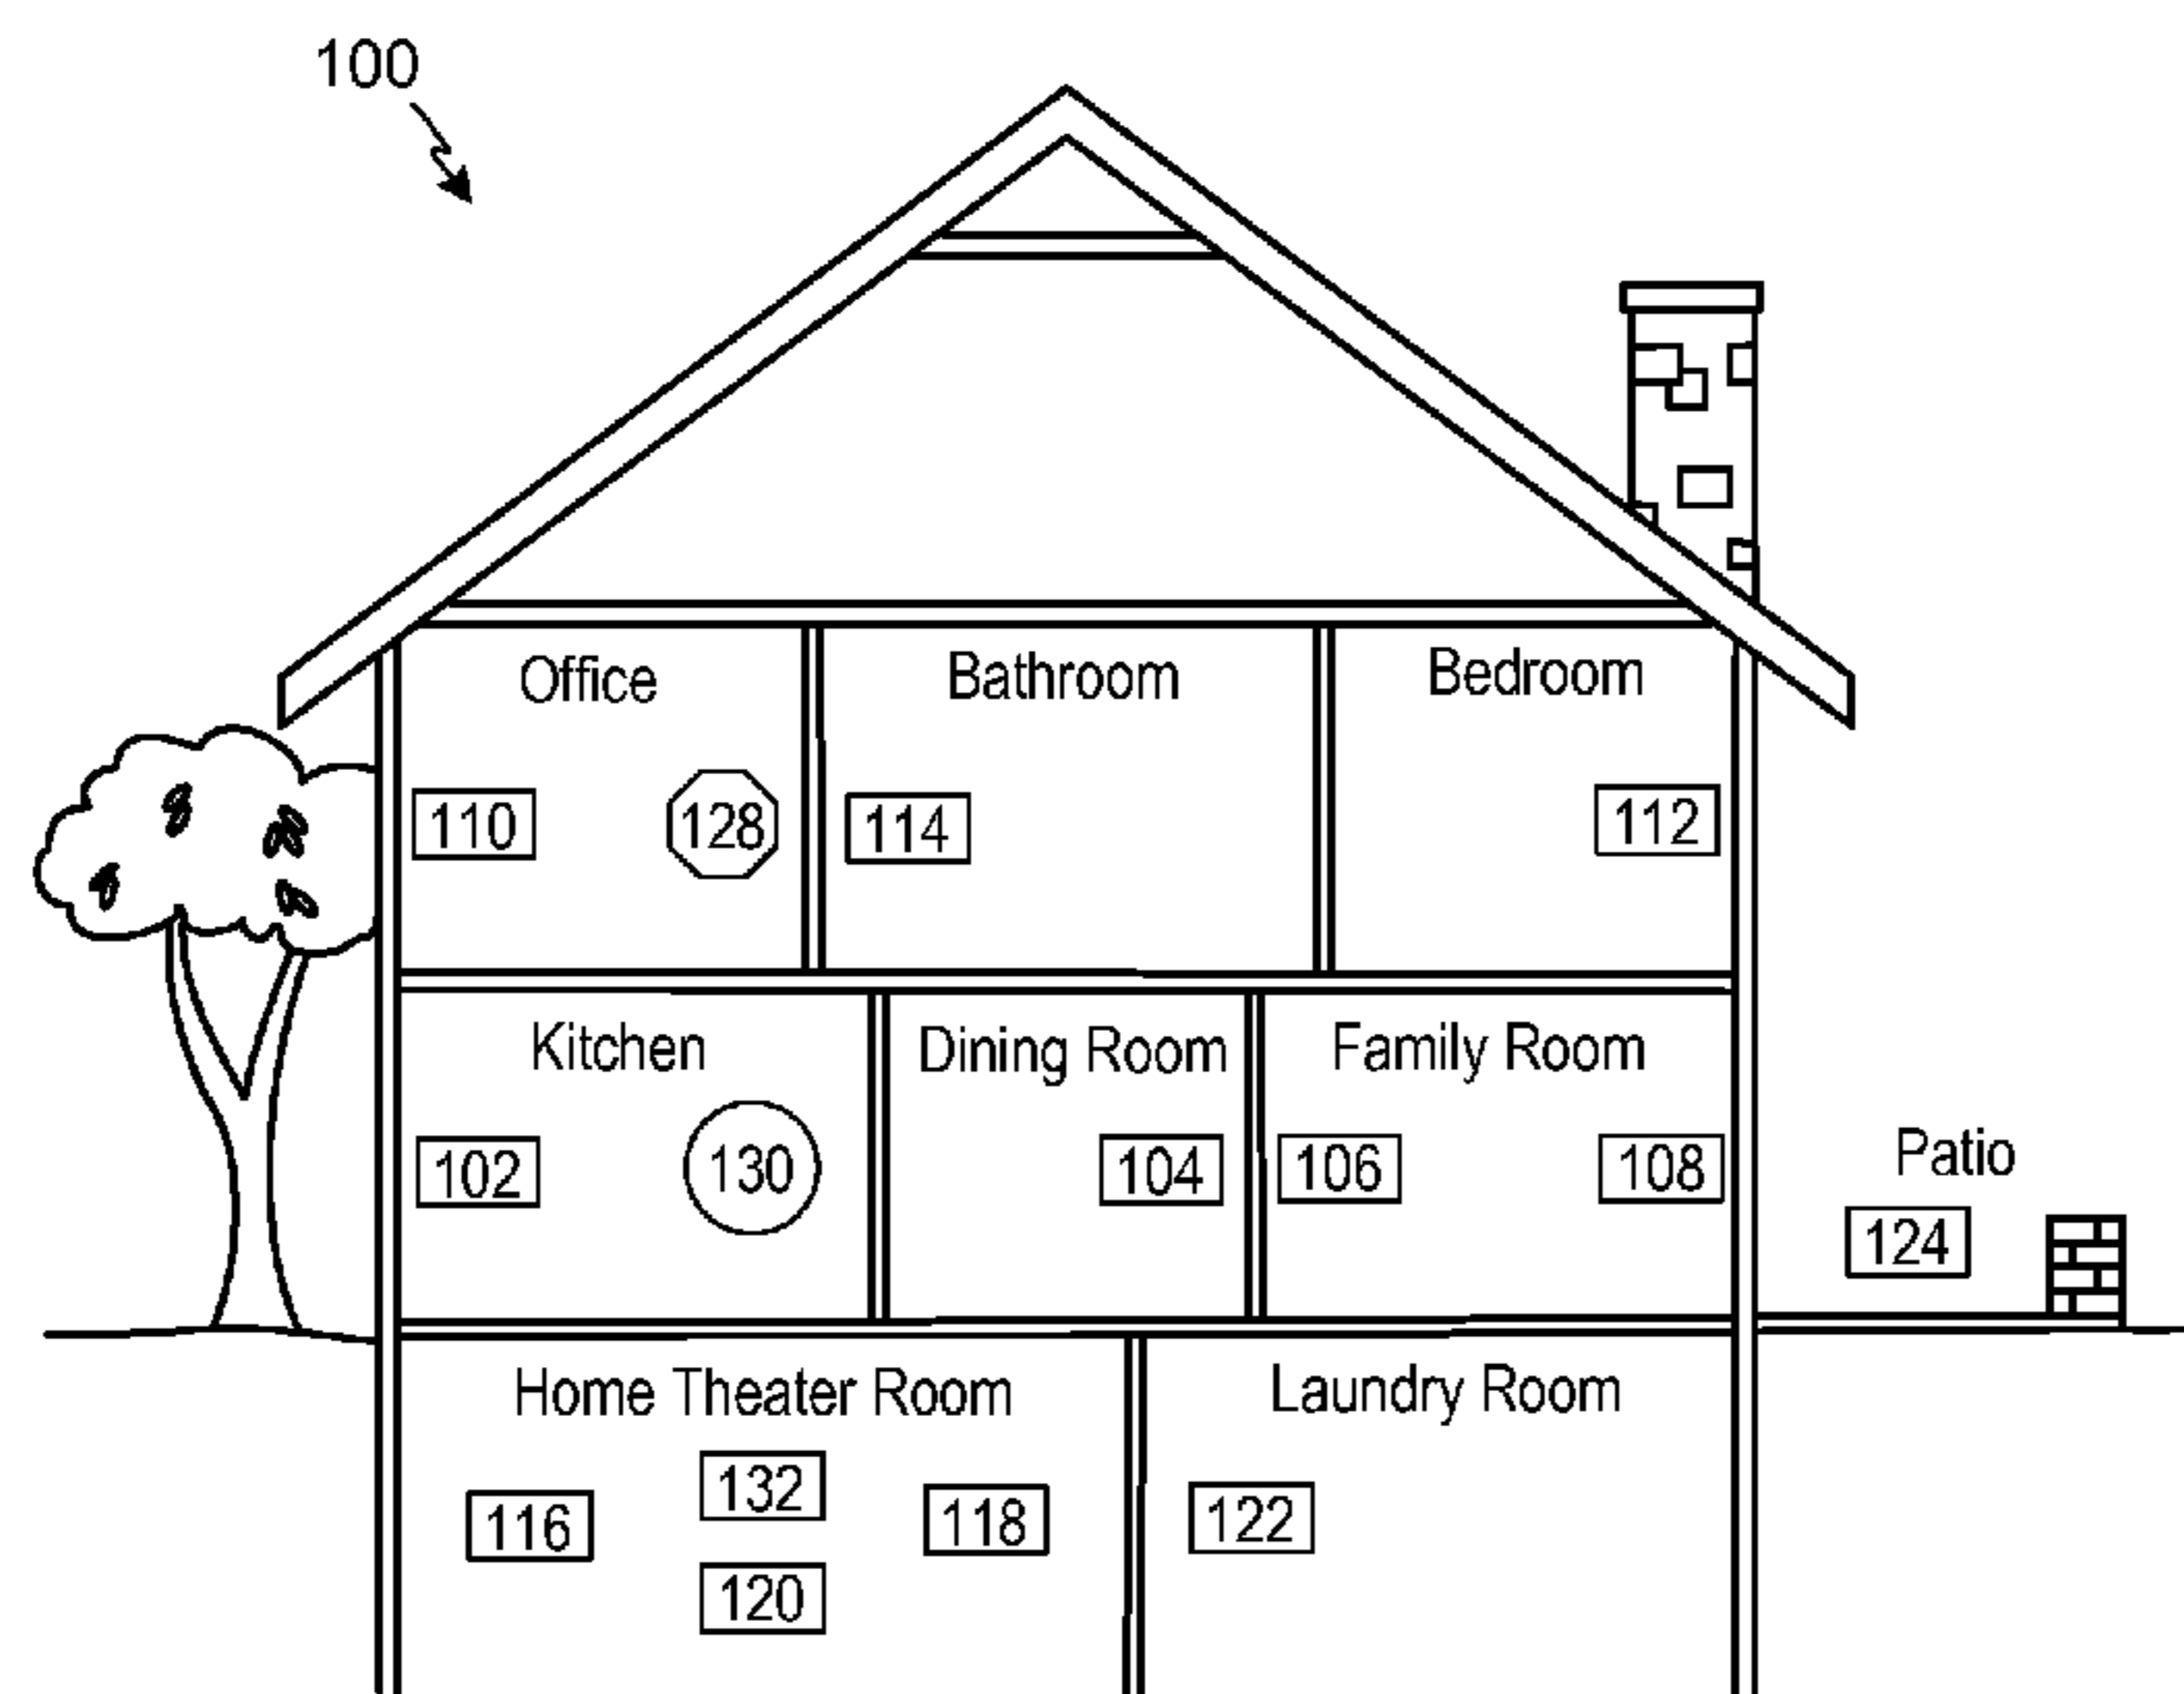 100
Office
Bathroom
Bedroom
110
128
114
112
Kitchen
Dining Room
Family Room
102
130
104
106
108
Patio
124
Home Theater Room
Laundry Room
132
116
118
122
120